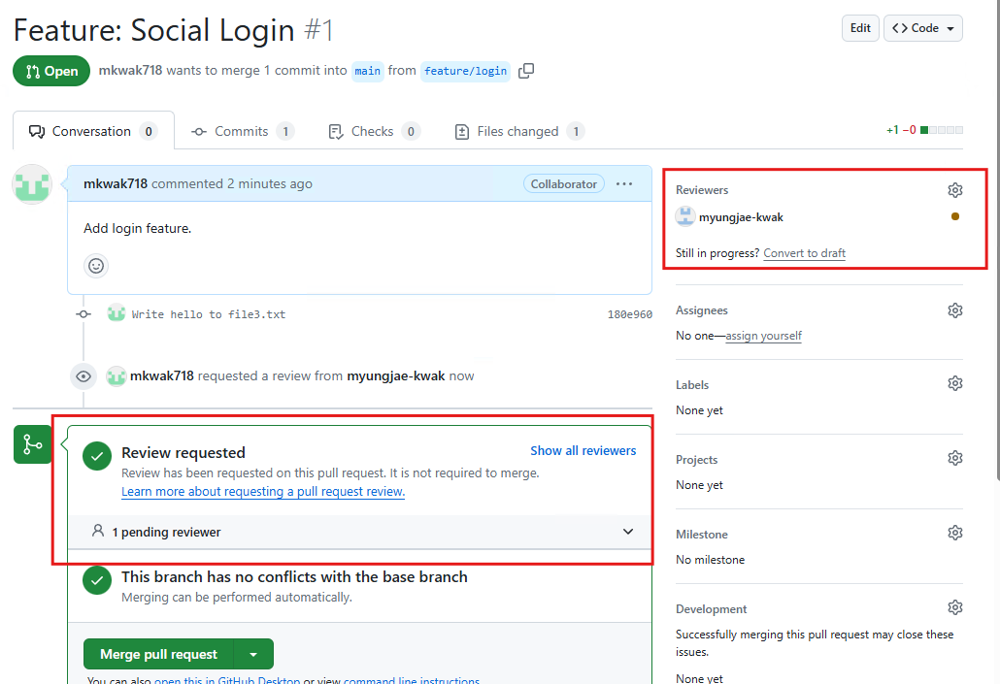 Feature: Social Login #1
Edit
Code
Open
mkwak718 wants to merge 1 commit into main from feature/login
Conversation 0
Commits 1
Checks 0
Files changed 1
+1 −0
mkwak718 commented 2 minutes ago
Collaborator
Add login feature.
Write hello to file3.txt
180e960
mkwak718 requested a review from myungjae-kwak now
Review requested
Show all reviewers
Review has been requested on this pull request. It is not required to merge.
Learn more about requesting a pull request review.
1 pending reviewer
This branch has no conflicts with the base branch
Merging can be performed automatically.
Merge pull request
You can also open this in GitHub Desktop or view command line instructions.
Reviewers
myungjae-kwak
Still in progress? Convert to draft
Assignees
No one—assign yourself
Labels
None yet
Projects
None yet
Milestone
No milestone
Development
Successfully merging this pull request may close these
issues.
None yet